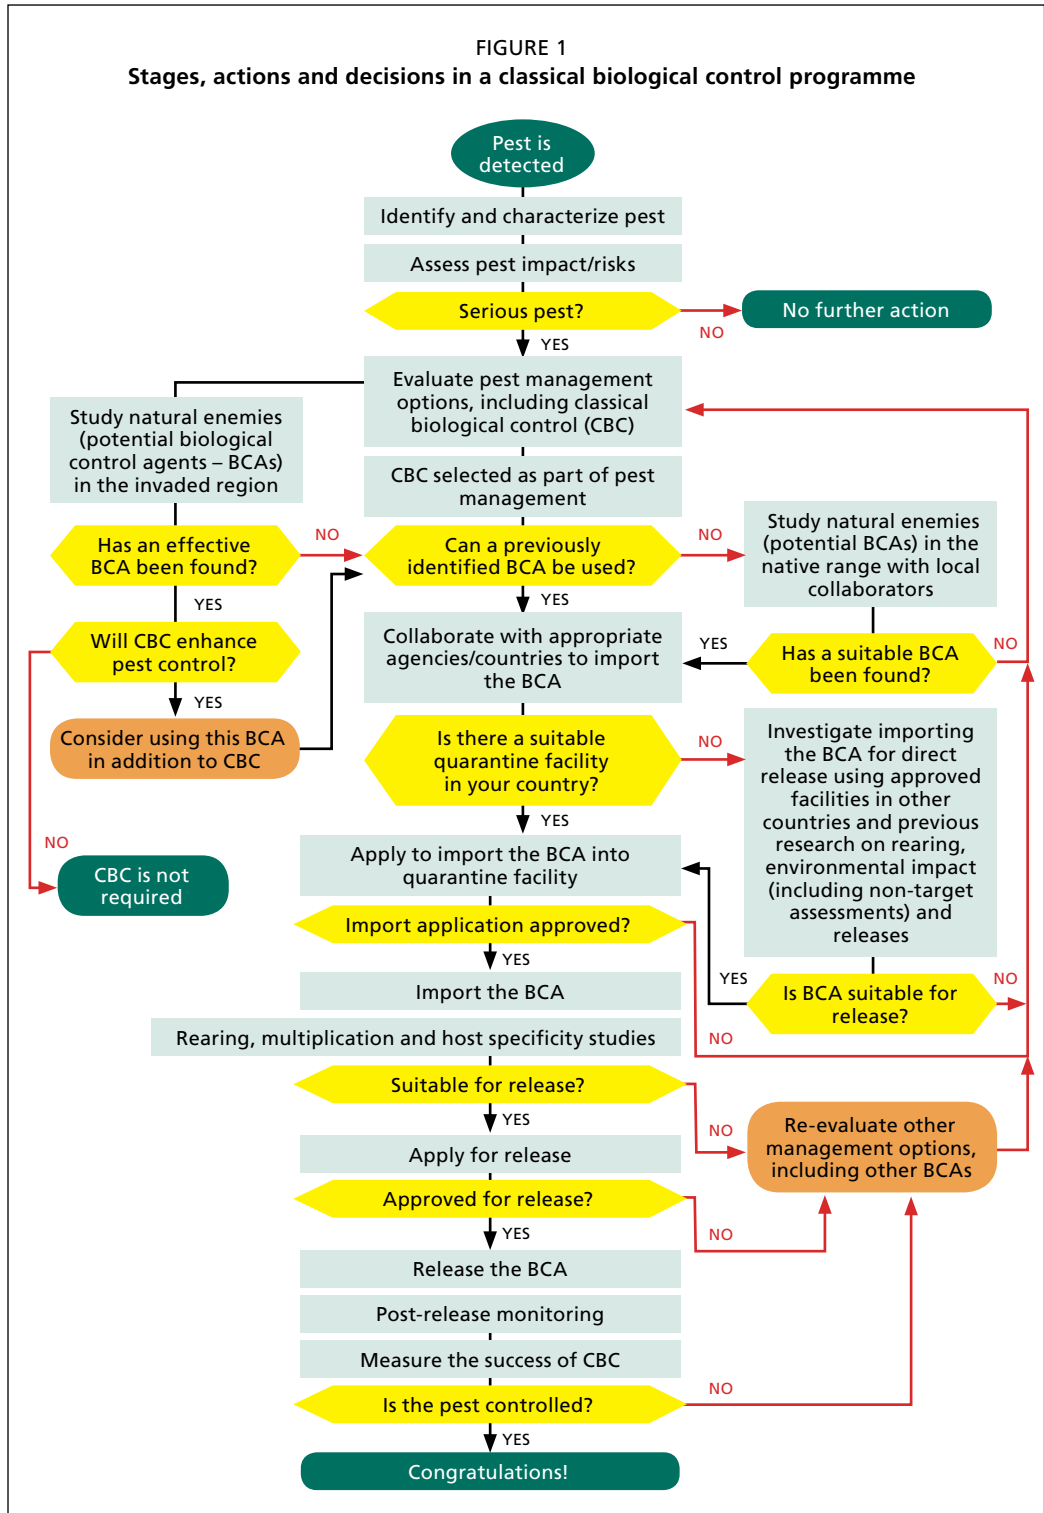 FIGURE 1
Stages, actions and decisions in a classical biological control programme
Pest is
detected
Identify and characterize pest
Assess pest impact/risks
Serious pest?
NO
No further action
YES
Evaluate pest management
options, including classical
biological control (CBC)
Study natural enemies
(potential biological
control agents – BCAs)
in the invaded region
CBC selected as part of pest
management
Has an effective
BCA been found?
NO
Can a previously
identified BCA be used?
NO
Study natural enemies
(potential BCAs) in the
native range with local
collaborators
YES
YES
Will CBC enhance
pest control?
Collaborate with appropriate
agencies/countries to import
the BCA
YES
Has a suitable BCA
been found?
NO
YES
Consider using this BCA
in addition to CBC
Is there a suitable
quarantine facility
in your country?
NO
Investigate importing
the BCA for direct
release using approved
facilities in other
countries and previous
research on rearing,
environmental impact
(including non-target
assessments) and
releases
YES
NO
CBC is not
required
Apply to import the BCA into
quarantine facility
Import application approved?
YES
YES
Is BCA suitable for
release?
NO
Import the BCA
NO
Rearing, multiplication and host specificity studies
Suitable for release?
NO
YES
Re-evaluate other
management options,
including other BCAs
Apply for release
Approved for release?
NO
YES
Release the BCA
Post-release monitoring
Measure the success of CBC
Is the pest controlled?
NO
YES
Congratulations!